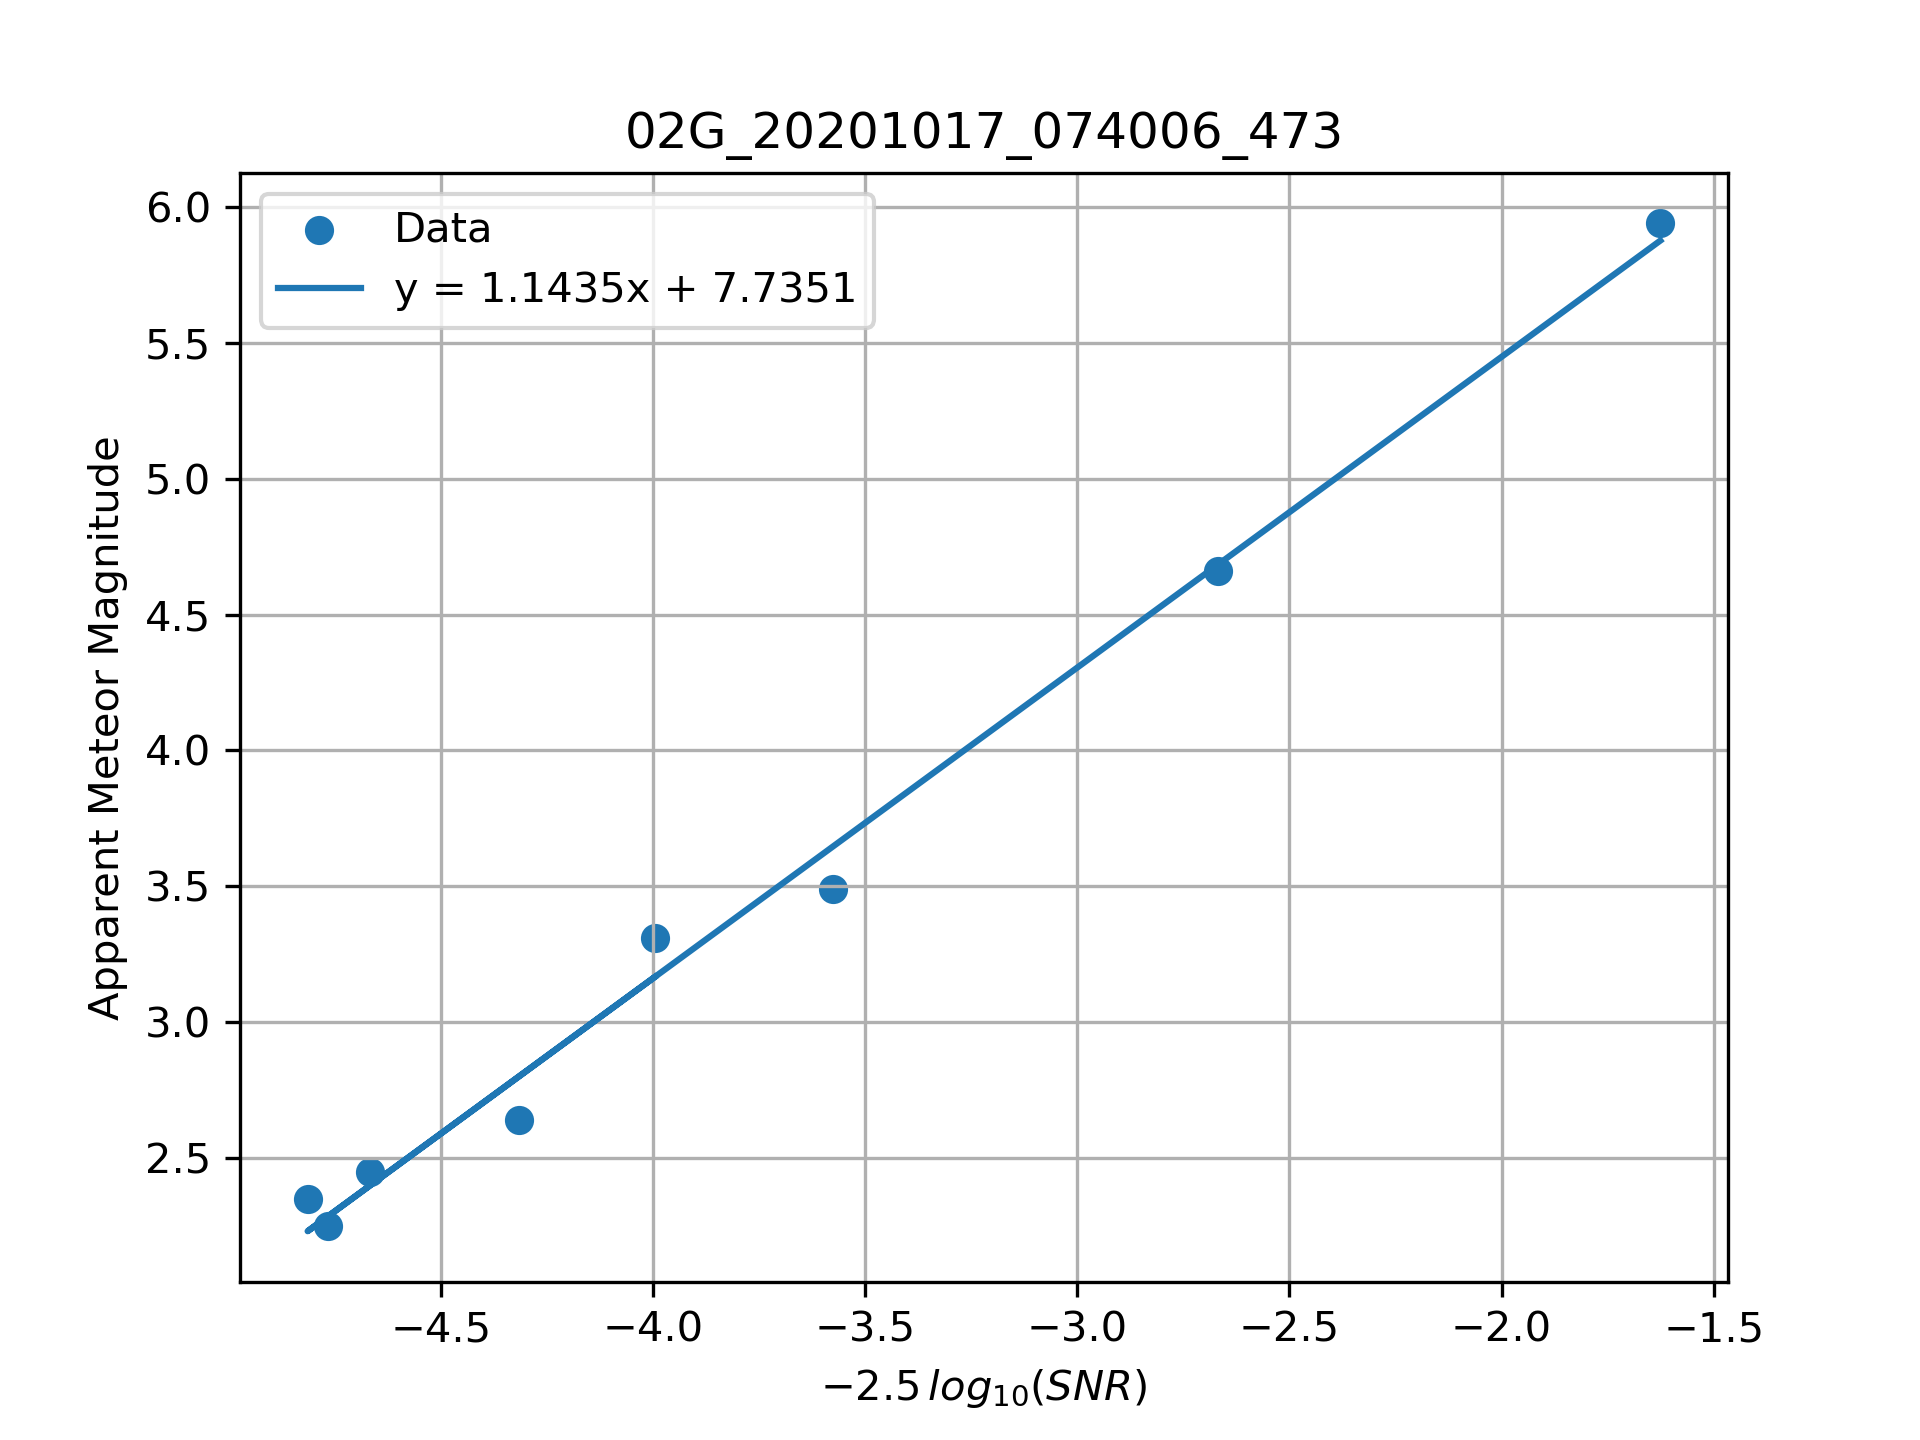 02G_20201017_074006_473
Data
y = 1.1435x + 7.7351
Apparent Meteor Magnitude
6.0
5.5
5.0
4.5
4.0
3.5
3.0
2.5
−4.5 −4.0 −3.5 −3.0 −2.5 −2.0 −1.5
−2.5 log₁₀(SNR)